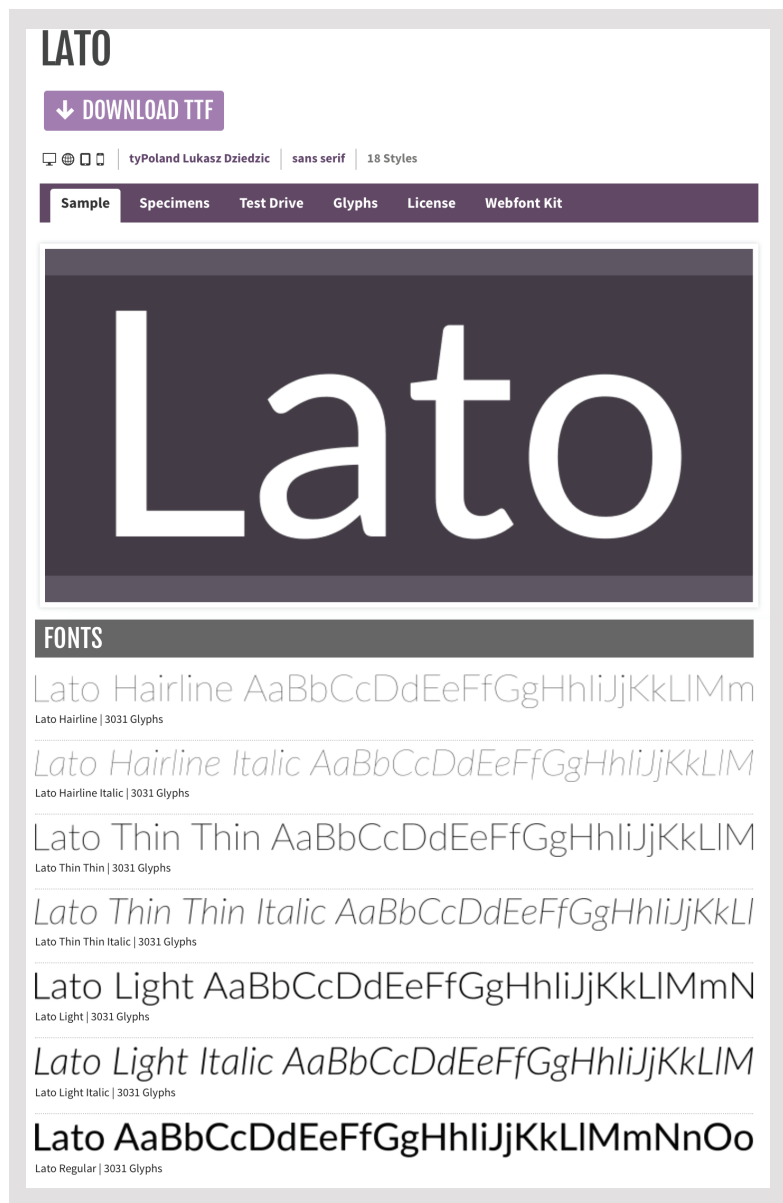 LATO
DOWNLOAD TTF
tyPoland Lukasz Dziedzic sans serif 18 Styles
Sample Specimens Test Drive Glyphs License Webfont Kit
Lato
FONTS
Lato Hairline AaBbCcDdEeFfGgHhIiJjKkLlMm
Lato Hairline | 3031 Glyphs
Lato Hairline Italic AaBbCcDdEeFfGgHhIiJjKkLlM
Lato Hairline Italic | 3031 Glyphs
Lato Thin Thin AaBbCcDdEeFfGgHhIiJjKkLlM
Lato Thin Thin | 3031 Glyphs
Lato Thin Thin Italic AaBbCcDdEeFfGgHhIiJjKkLl
Lato Thin Thin Italic | 3031 Glyphs
Lato Light AaBbCcDdEeFfGgHhIiJjKkLlMmN
Lato Light | 3031 Glyphs
Lato Light Italic AaBbCcDdEeFfGgHhIiJjKkLlM
Lato Light Italic | 3031 Glyphs
Lato AaBbCcDdEeFfGgHhIiJjKkLlMmNnOo
Lato Regular | 3031 Glyphs